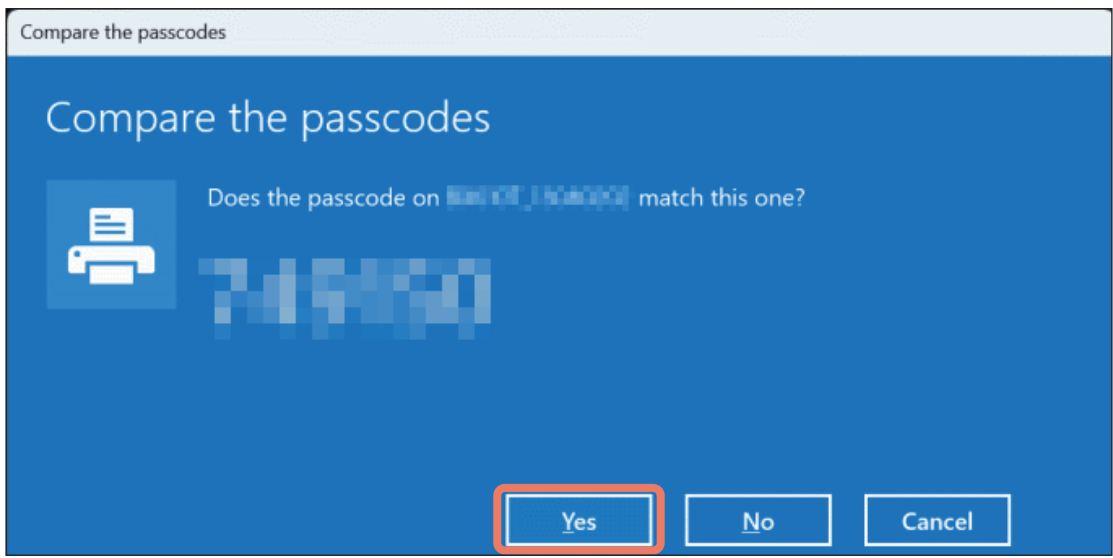 Compare the passcodes
Compare the passcodes
Does the passcode on match this one?
Yes
No
Cancel